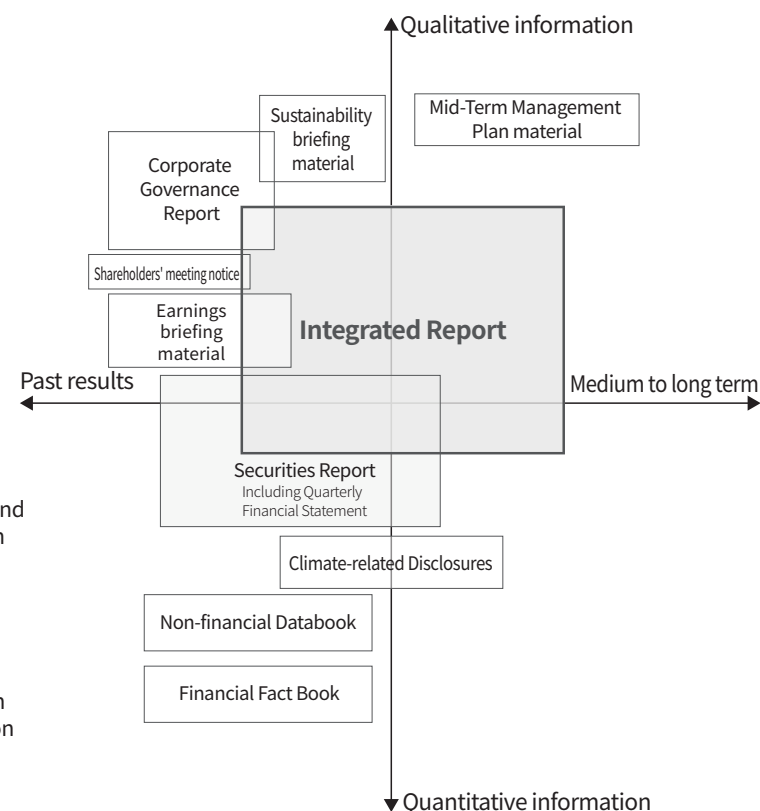 Qualitative information
Mid-Term Management
Plan material
Sustainability
briefing
material
Corporate
Governance
Report
Shareholders' meeting notice
Earnings
briefing
material
Integrated Report
Past results
Medium to long term
Securities Report
Including Quarterly
Financial Statement
Climate-related Disclosures
Non-financial Databook
Financial Fact Book
Quantitative information